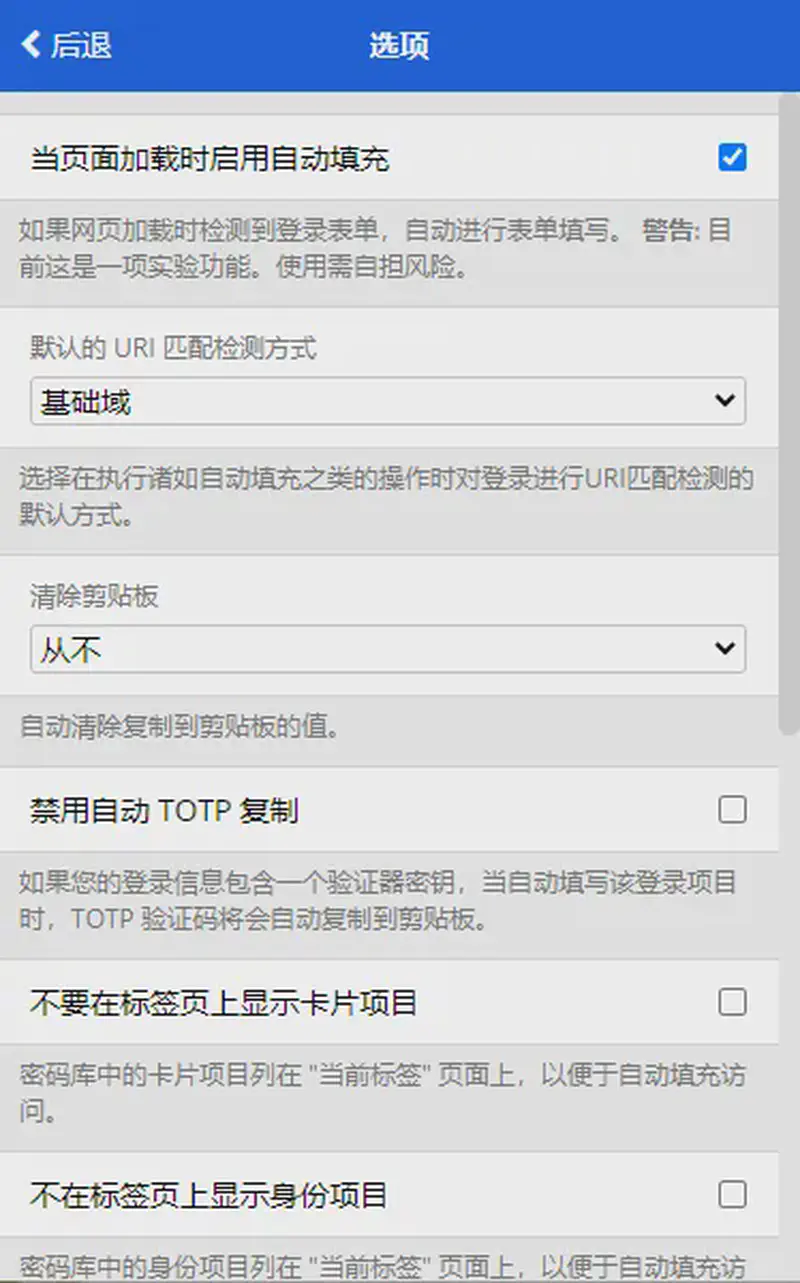 后退
选项
当页面加载时启用自动填充
如果网页加载时检测到登录表单，自动进行表单填写。 警告: 目
前这是一项实验功能。使用需自担风险。
默认的 URI 匹配检测方式
基础域
选择在执行诸如自动填充之类的操作时对登录进行URI匹配检测的
默认方式。
清除剪贴板
从不
自动清除复制到剪贴板的值。
禁用自动 TOTP 复制
如果您的登录信息包含一个验证器密钥，当自动填写该登录项目
时，TOTP 验证码将会自动复制到剪贴板。
不要在标签页上显示卡片项目
密码库中的卡片项目列在 "当前标签" 页面上，以便于自动填充访
问。
不在标签页上显示身份项目
密码库中的身份项目列在 "当前标签" 页面上，以便于自动填充访